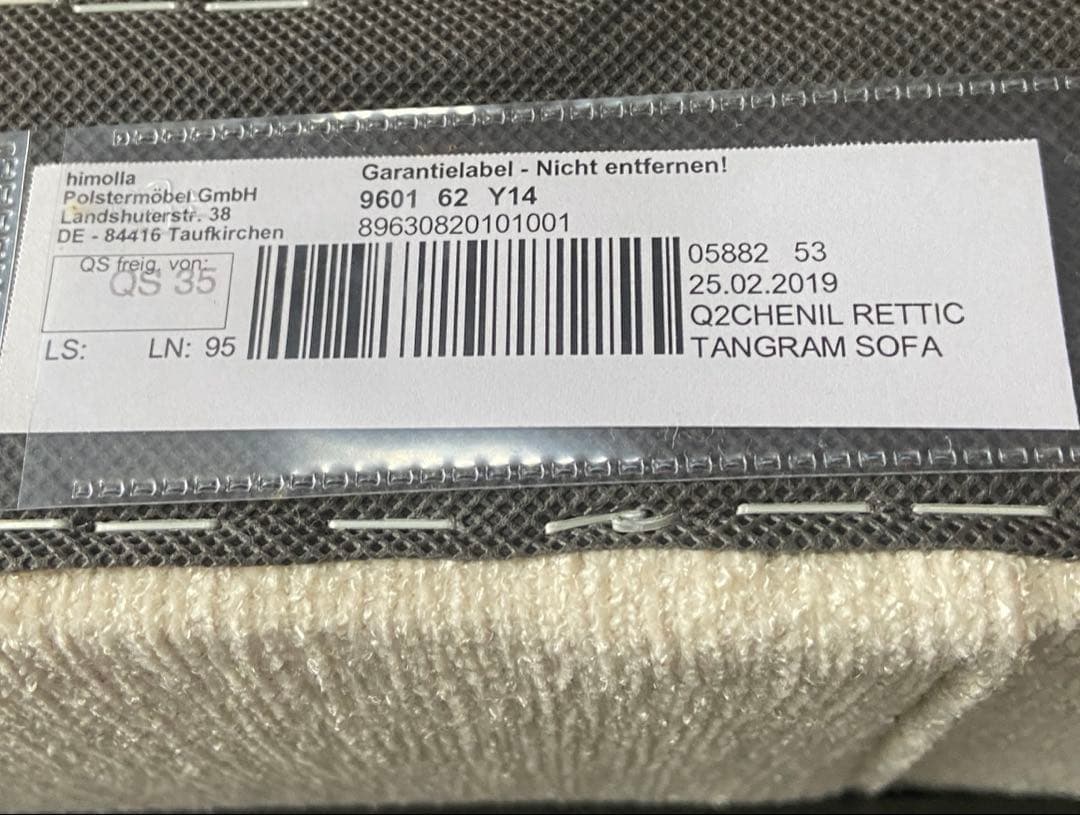 himolla
Polstermöbel GmbH
Landshuterstr. 38
DE - 84416 Taufkirchen
Garantielabel - Nicht entfernen!
9601 62 Y14
89630820101001
QS freig. von:
QS 35
LS: LN: 95
05882 53
25.02.2019
Q2CHENIL RETTIC
TANGRAM SOFA